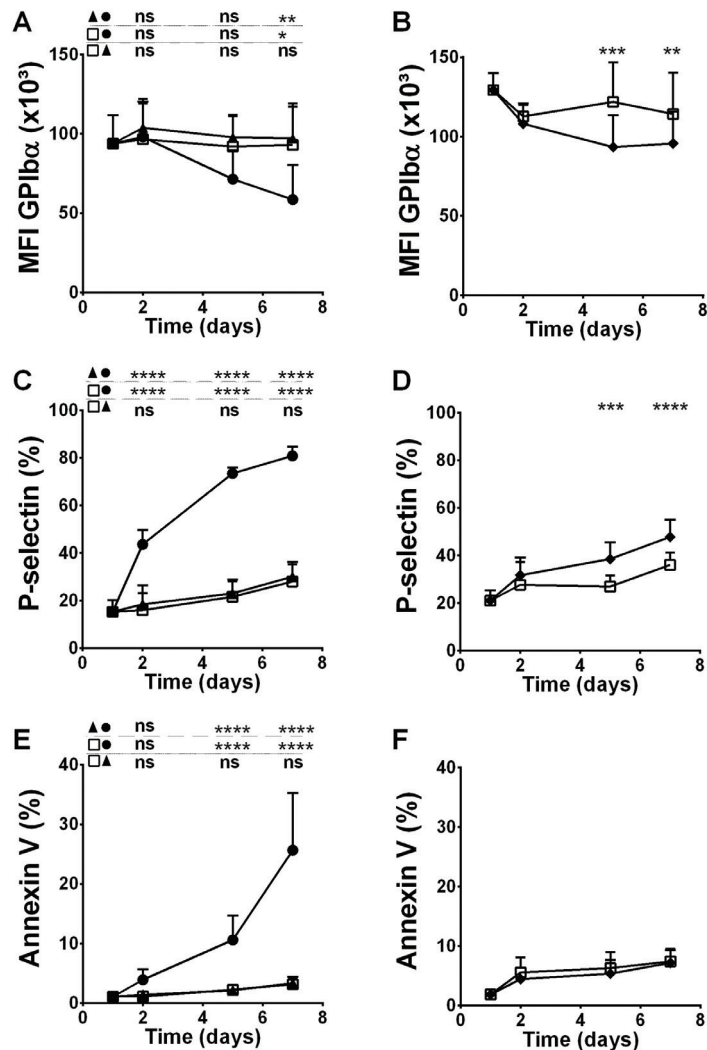 A
▲● ns ns **
□● ns ns *
□▲ ns ns ns
150
100
50
0
MFI GPIbα (x10³)
0 2 4 6 8
Time (days)
B
*** **
150
100
50
0
MFI GPIbα (x10³)
0 2 4 6 8
Time (days)
C
▲● **** **** ****
□● **** **** ****
□▲ ns ns ns
100
80
60
40
20
0
P-selectin (%)
0 2 4 6 8
Time (days)
D
*** ****
100
80
60
40
20
0
P-selectin (%)
0 2 4 6 8
Time (days)
E
▲● ns **** ****
□● ns **** ****
□▲ ns ns ns
40
30
20
10
0
Annexin V (%)
0 2 4 6 8
Time (days)
F
40
30
20
10
0
Annexin V (%)
0 2 4 6 8
Time (days)